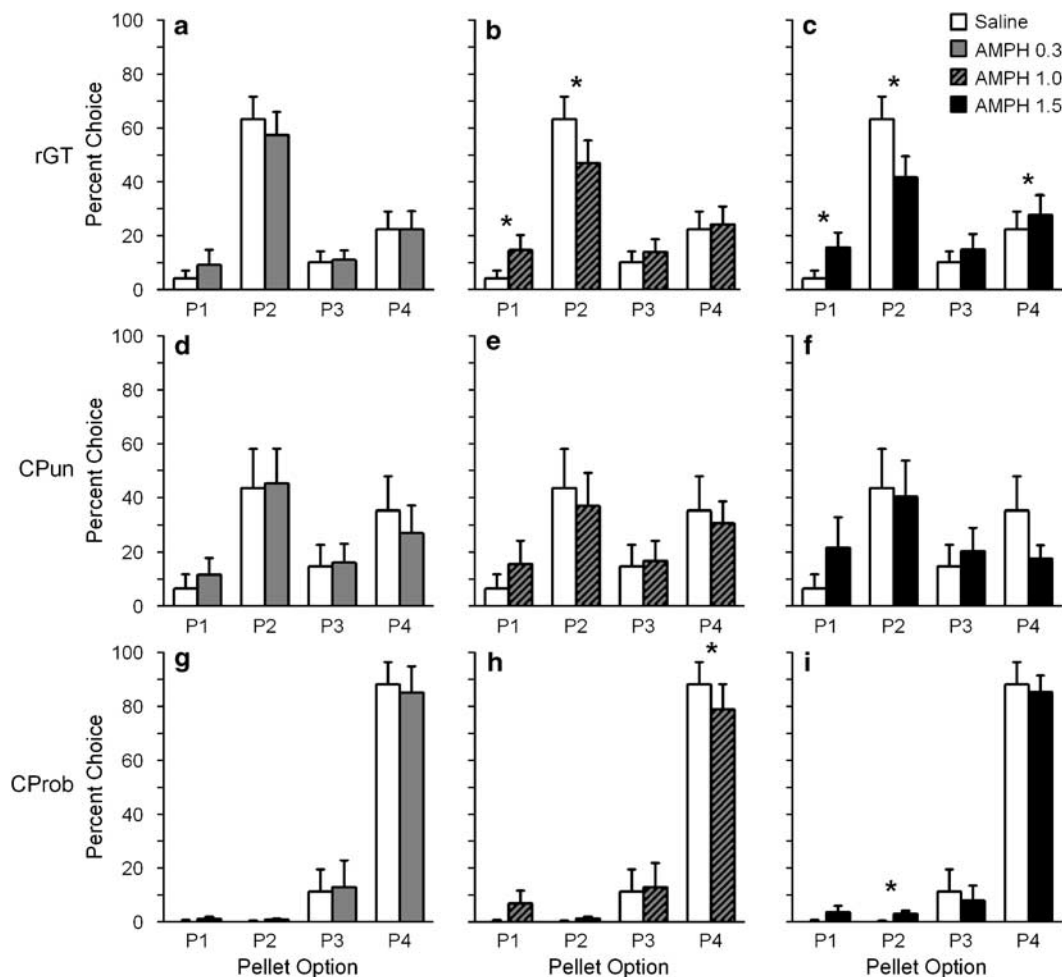 a
b
c
Saline
AMPH 0.3
AMPH 1.0
AMPH 1.5
rGT
Percent Choice
100
80
60
40
20
0
*
*
*
*
*
P1 P2 P3 P4
P1 P2 P3 P4
P1 P2 P3 P4
d
e
f
CPun
Percent Choice
100
80
60
40
20
0
P1 P2 P3 P4
P1 P2 P3 P4
P1 P2 P3 P4
g
h
i
CProb
Percent Choice
100
80
60
40
20
0
*
*
P1 P2 P3 P4
P1 P2 P3 P4
P1 P2 P3 P4
Pellet Option
Pellet Option
Pellet Option